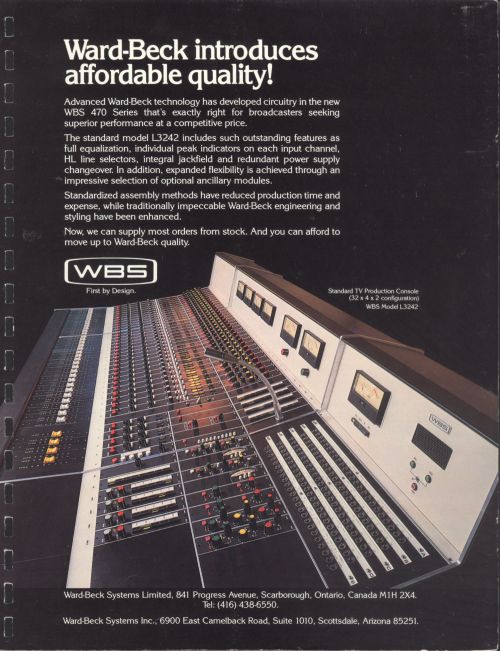 Ward-Beck introduces
affordable quality!
Advanced Ward-Beck technology has developed circuitry in the new
WBS 470 Series that's exactly right for broadcasters seeking
superior performance at a competitive price.
The standard model L3242 includes such outstanding features as
full equalization, individual peak indicators on each input channel,
HL line selectors, integral jackfield and redundant power supply
changeover. In addition, expanded flexibility is achieved through an
impressive selection of optional ancillary modules.
Standardized assembly methods have reduced production time and
expense, while traditionally impeccable Ward-Beck engineering and
styling have been enhanced.
Now, we can supply most orders from stock. And you can afford to
move up to Ward-Beck quality.
WBS
First by Design.
Standard TV Production Console
(32 x 4 x 2 configuration)
WBS Model L3242
WBS
Ward-Beck Systems Limited, 841 Progress Avenue, Scarborough, Ontario, Canada M1H 2X4.
Tel: (416) 438-6550.
Ward-Beck Systems Inc., 6900 East Camelback Road, Suite 1010, Scottsdale, Arizona 85251.